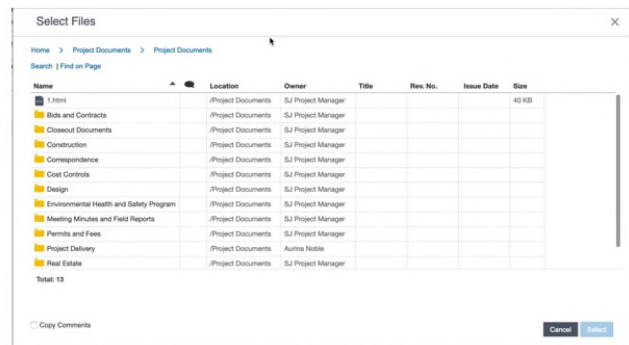 Select Files
Home > Project Documents > Project Documents
Search | Find on Page
Name Location Owner Title Rev. No. Issue Date Size
1.html /Project Documents SJ Project Manager 40 KB
Bids and Contracts /Project Documents SJ Project Manager
Closeout Documents /Project Documents SJ Project Manager
Construction /Project Documents SJ Project Manager
Correspondence /Project Documents SJ Project Manager
Cost Controls /Project Documents SJ Project Manager
Design /Project Documents SJ Project Manager
Environmental Health and Safety Program /Project Documents SJ Project Manager
Meeting Minutes and Field Reports /Project Documents SJ Project Manager
Permits and Fees /Project Documents SJ Project Manager
Project Delivery /Project Documents Aurina Noble
Real Estate /Project Documents SJ Project Manager
Total: 13
Copy Comments
Cancel Select